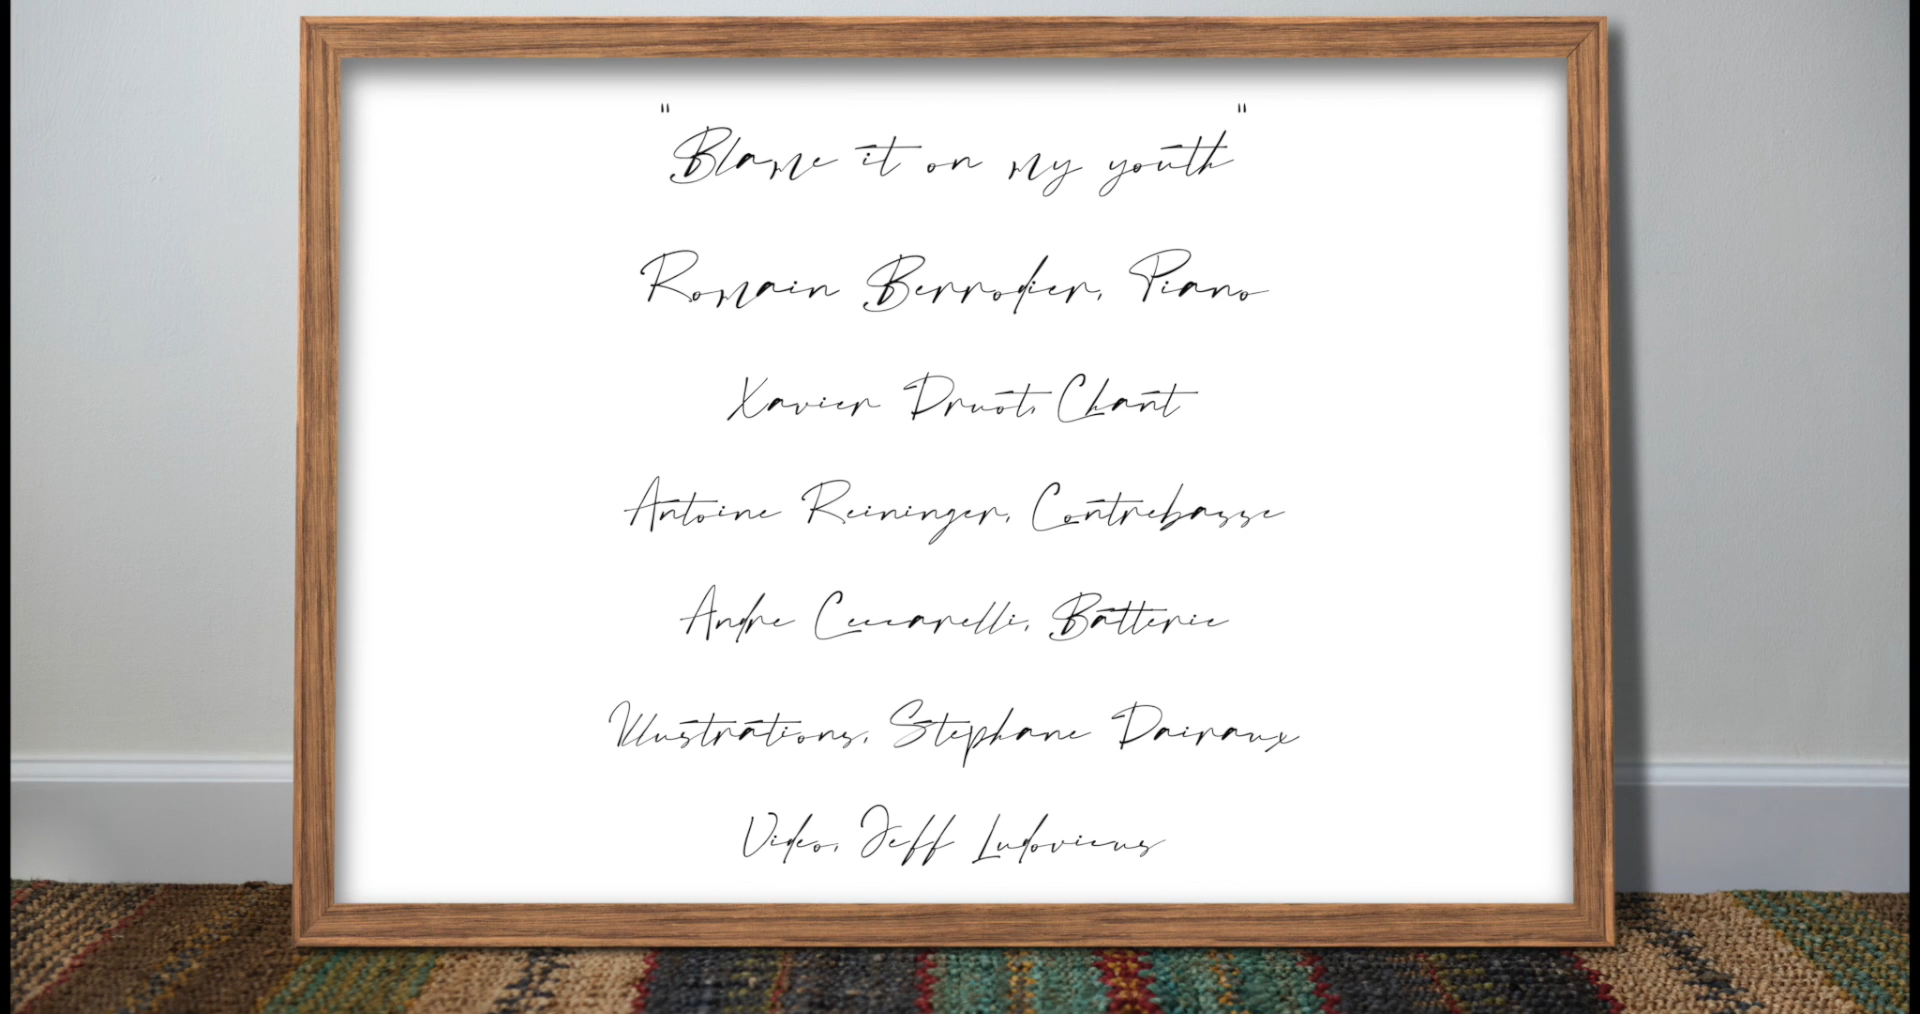 "Blame it on my youth"
Romain Berrodier, Piano
Xavier Druot, Chant
Antoine Reininger, Contrebasse
Andre Ceccarelli, Batterie
Illustrations, Stephane Dairaux
Video, Jeff Ludovicus